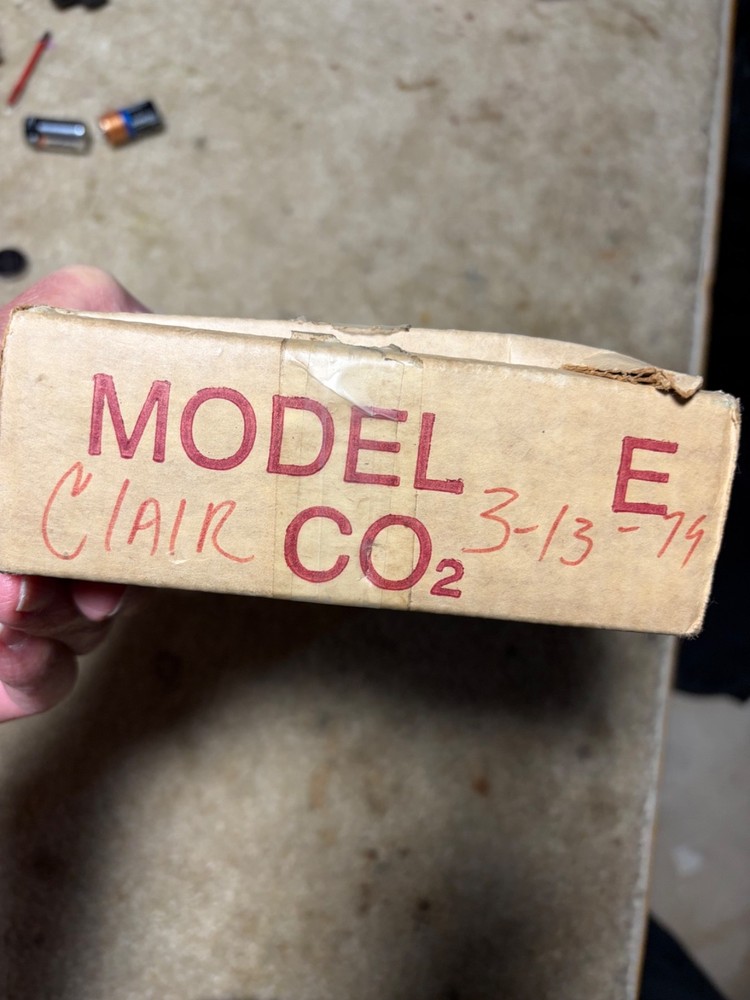 MODEL E
CLAIR CO₂ 3-13-74